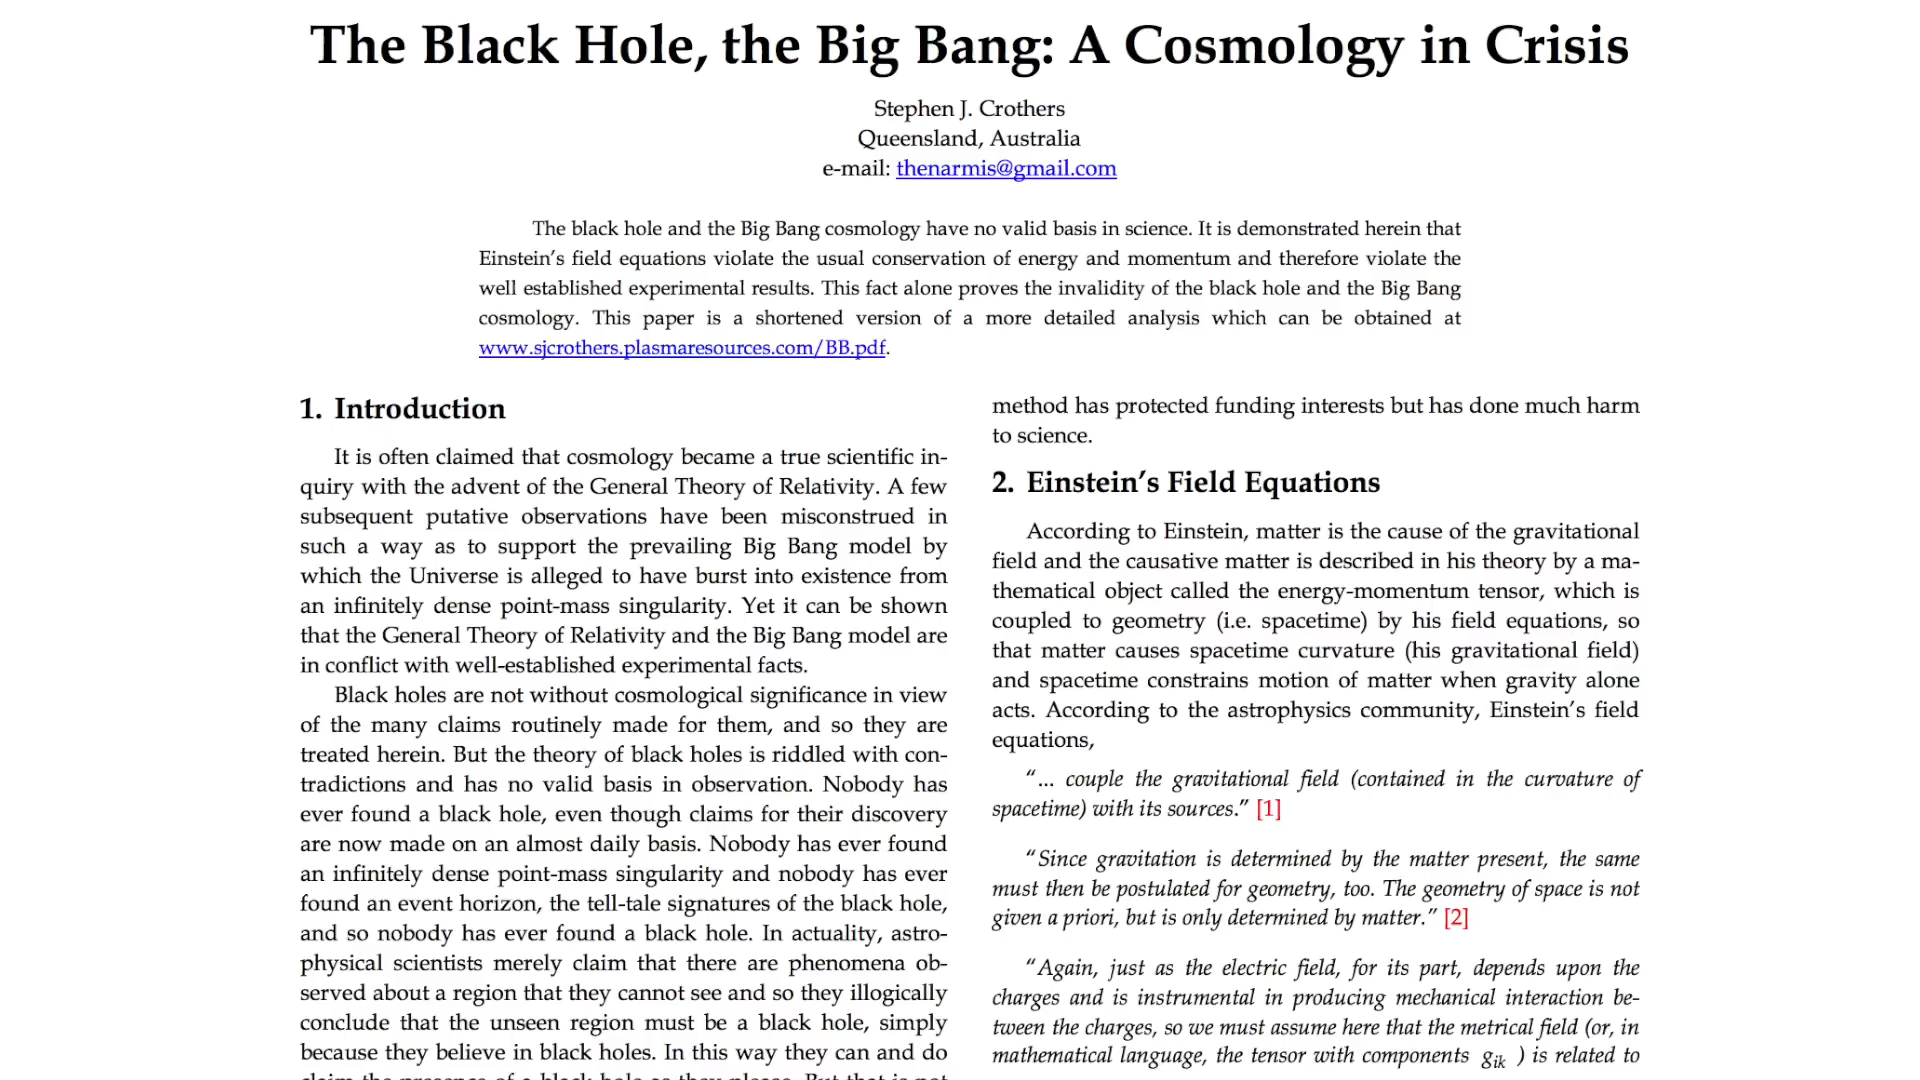 The Black Hole, the Big Bang: A Cosmology in Crisis
Stephen J. Crothers
Queensland, Australia
e-mail: thenarmis@gmail.com
The black hole and the Big Bang cosmology have no valid basis in science. It is demonstrated herein that
Einstein’s field equations violate the usual conservation of energy and momentum and therefore violate the
well established experimental results. This fact alone proves the invalidity of the black hole and the Big Bang
cosmology. This paper is a shortened version of a more detailed analysis which can be obtained at
www.sjcrothers.plasmaresources.com/BB.pdf.
1. Introduction
It is often claimed that cosmology became a true scientific in-
quiry with the advent of the General Theory of Relativity. A few
subsequent putative observations have been misconstrued in
such a way as to support the prevailing Big Bang model by
which the Universe is alleged to have burst into existence from
an infinitely dense point-mass singularity. Yet it can be shown
that the General Theory of Relativity and the Big Bang model are
in conflict with well-established experimental facts.
Black holes are not without cosmological significance in view
of the many claims routinely made for them, and so they are
treated herein. But the theory of black holes is riddled with con-
tradictions and has no valid basis in observation. Nobody has
ever found a black hole, even though claims for their discovery
are now made on an almost daily basis. Nobody has ever found
an infinitely dense point-mass singularity and nobody has ever
found an event horizon, the tell-tale signatures of the black hole,
and so nobody has ever found a black hole. In actuality, astro-
physical scientists merely claim that there are phenomena ob-
served about a region that they cannot see and so they illogically
conclude that the unseen region must be a black hole, simply
because they believe in black holes. In this way they can and do
claim the presence of a black hole as they please. But that is not
method has protected funding interests but has done much harm
to science.
2. Einstein’s Field Equations
According to Einstein, matter is the cause of the gravitational
field and the causative matter is described in his theory by a ma-
thematical object called the energy-momentum tensor, which is
coupled to geometry (i.e. spacetime) by his field equations, so
that matter causes spacetime curvature (his gravitational field)
and spacetime constrains motion of matter when gravity alone
acts. According to the astrophysics community, Einstein’s field
equations,
“... couple the gravitational field (contained in the curvature of
spacetime) with its sources.” [1]
“Since gravitation is determined by the matter present, the same
must then be postulated for geometry, too. The geometry of space is not
given a priori, but is only determined by matter.” [2]
“Again, just as the electric field, for its part, depends upon the
charges and is instrumental in producing mechanical interaction be-
tween the charges, so we must assume here that the metrical field (or, in
mathematical language, the tensor with components gik ) is related to